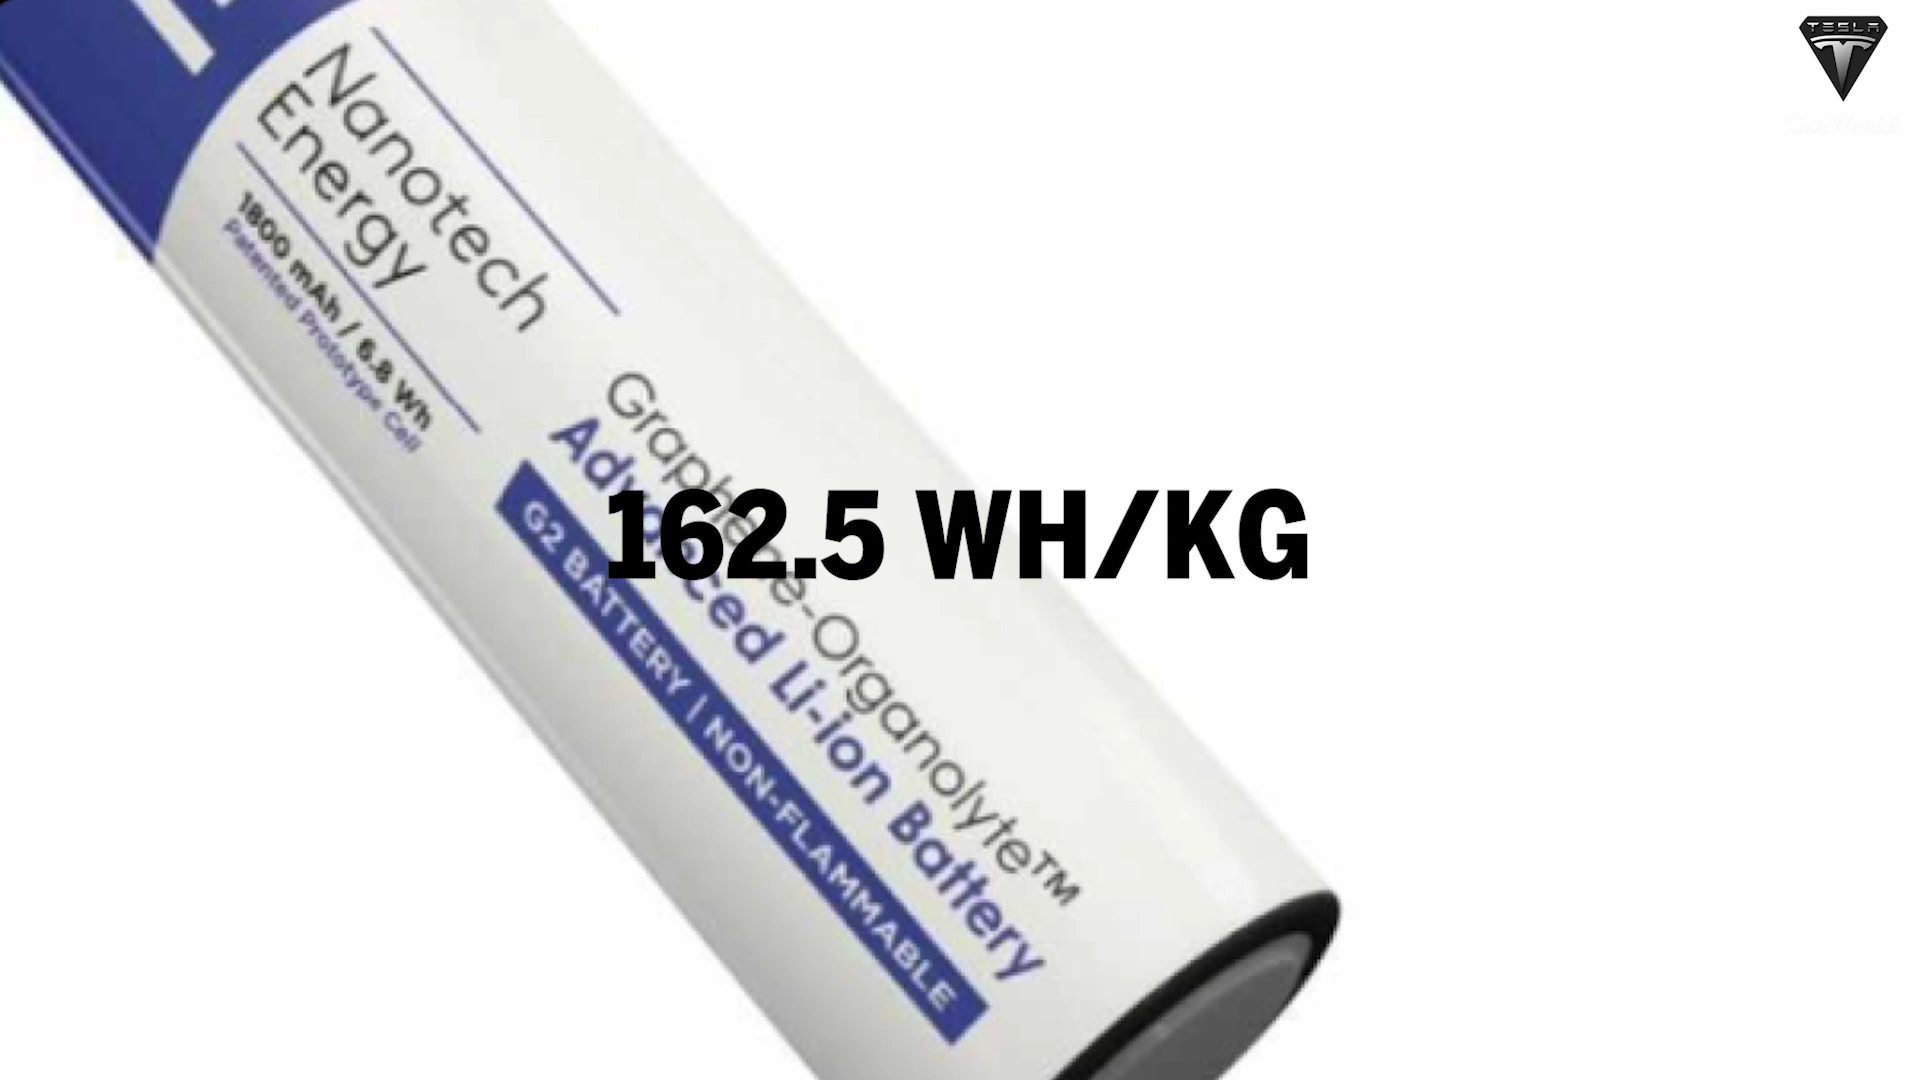 TESLA
Nanotech
Energy
1800 mAh / 6.8 Wh
Patented Prototype Cell
Graphene-Organolyte™
Advanced Li-ion Battery
G2 BATTERY | NON-FLAMMABLE
162.5 WH/KG